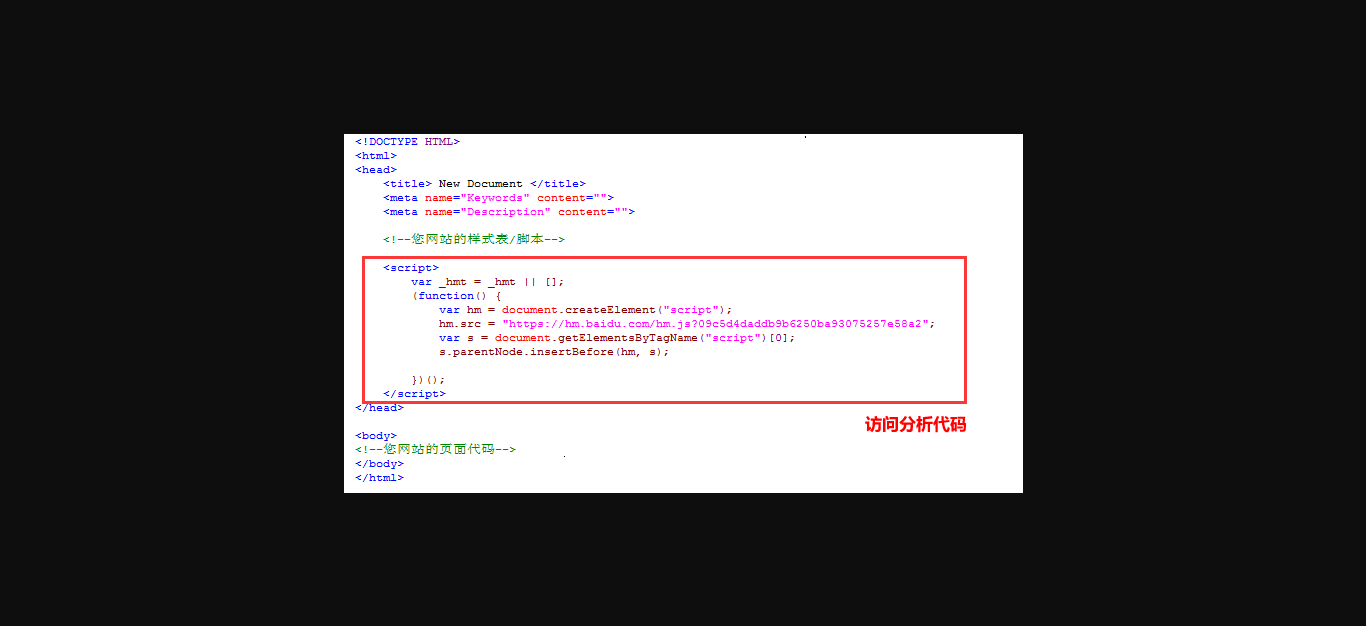 <!DOCTYPE HTML>
<html>
<head>
<title> New Document </title>
<meta name="Keywords" content="">
<meta name="Description" content="">
<!--您网站的样式表/脚本-->
<script>
var _hmt = _hmt || [];
(function() {
var hm = document.createElement("script");
hm.src = "https://hm.baidu.com/hm.js?09c5d4daddb9b6250ba93075257e58a2";
var s = document.getElementsByTagName("script")[0];
s.parentNode.insertBefore(hm, s);
})();
</script>
</head>
访问分析代码
<body>
<!--您网站的页面代码-->
</body>
</html>